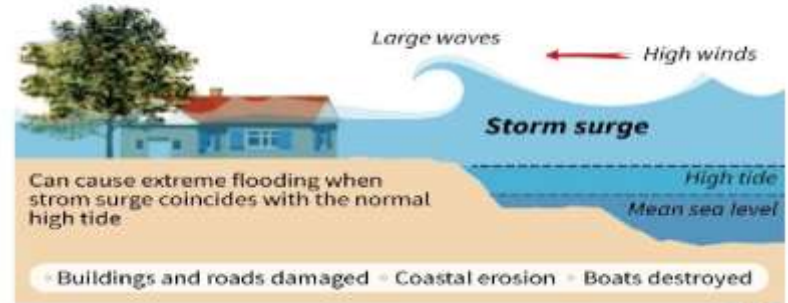 Large waves
High winds
Storm surge
High tide
Mean sea level
Can cause extreme flooding when
strom surge coincides with the normal
high tide
Buildings and roads damaged Coastal erosion Boats destroyed